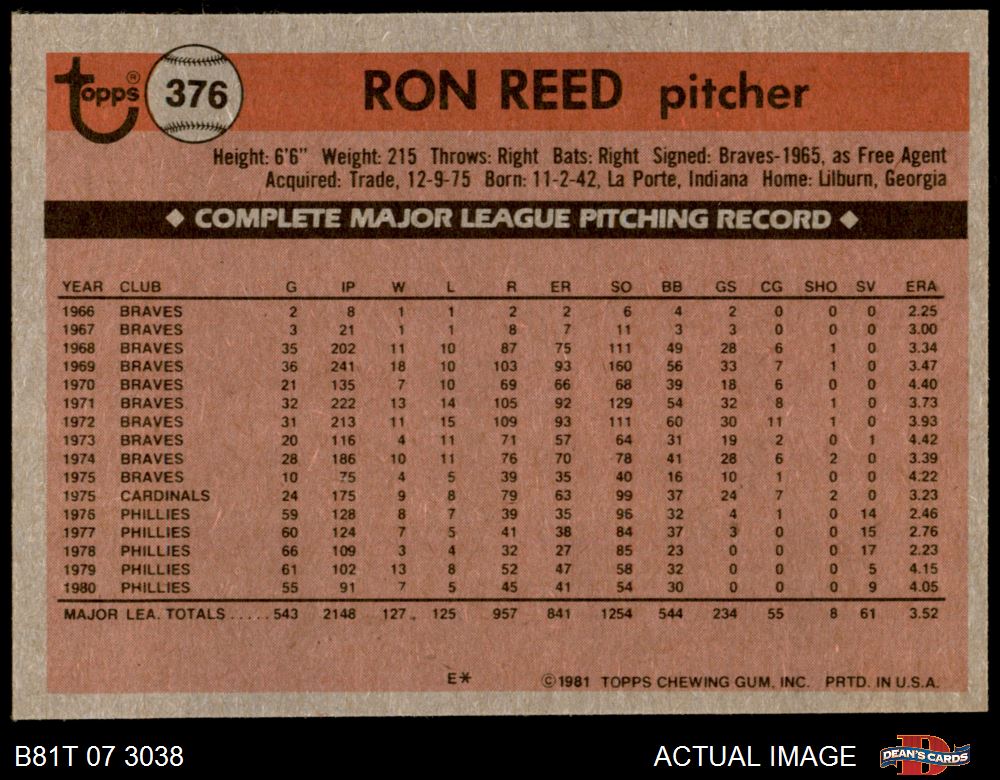 Topps® 376 RON REED pitcher
Height: 6'6" Weight: 215 Throws: Right Bats: Right Signed: Braves-1965, as Free Agent
Acquired: Trade, 12-9-75 Born: 11-2-42, La Porte, Indiana Home: Lilburn, Georgia
◆ COMPLETE MAJOR LEAGUE PITCHING RECORD ◆
YEAR CLUB G IP W L R ER SO BB GS CG SHO SV ERA
1966 BRAVES 2 8 1 1 2 2 6 4 2 0 0 0 2.25
1967 BRAVES 3 21 1 1 8 7 11 3 3 0 0 0 3.00
1968 BRAVES 35 202 11 10 87 75 111 49 28 6 1 0 3.34
1969 BRAVES 36 241 18 10 103 93 160 56 33 7 1 0 3.47
1970 BRAVES 21 135 7 10 69 66 68 39 18 6 0 0 4.40
1971 BRAVES 32 222 13 14 105 92 129 54 32 8 1 0 3.73
1972 BRAVES 31 213 11 15 109 93 111 60 30 11 1 0 3.93
1973 BRAVES 20 116 4 11 71 57 64 31 19 2 0 1 4.42
1974 BRAVES 28 186 10 11 76 70 78 41 28 6 2 0 3.39
1975 BRAVES 10 75 4 5 39 35 40 16 10 1 0 0 4.22
1975 CARDINALS 24 175 9 8 79 63 99 37 24 7 2 0 3.23
1976 PHILLIES 59 128 8 7 39 35 96 32 4 1 0 14 2.46
1977 PHILLIES 60 124 7 5 41 38 84 37 3 0 0 15 2.76
1978 PHILLIES 66 109 3 4 32 27 85 23 0 0 0 17 2.23
1979 PHILLIES 61 102 13 8 52 47 58 32 0 0 0 5 4.15
1980 PHILLIES 55 91 7 5 45 41 54 30 0 0 0 9 4.05
MAJOR LEA. TOTALS ..... 543 2148 127 125 957 841 1254 544 234 55 8 61 3.52
E* ©1981 TOPPS CHEWING GUM, INC. PRTD. IN U.S.A.
B81T 07 3038 ACTUAL IMAGE DEAN'S CARDS